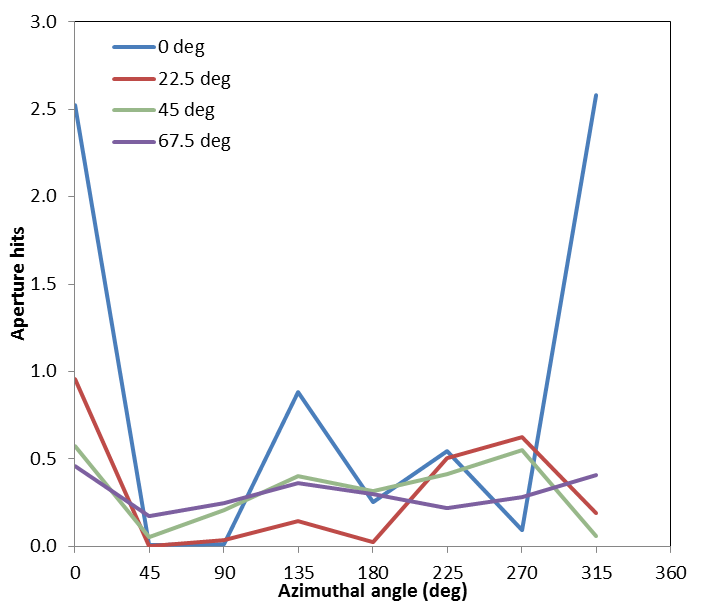 3.0
2.5
2.0
1.5
1.0
0.5
0.0
Aperture hits
0 deg
22.5 deg
45 deg
67.5 deg
0 45 90 135 180 225 270 315 360
Azimuthal angle (deg)